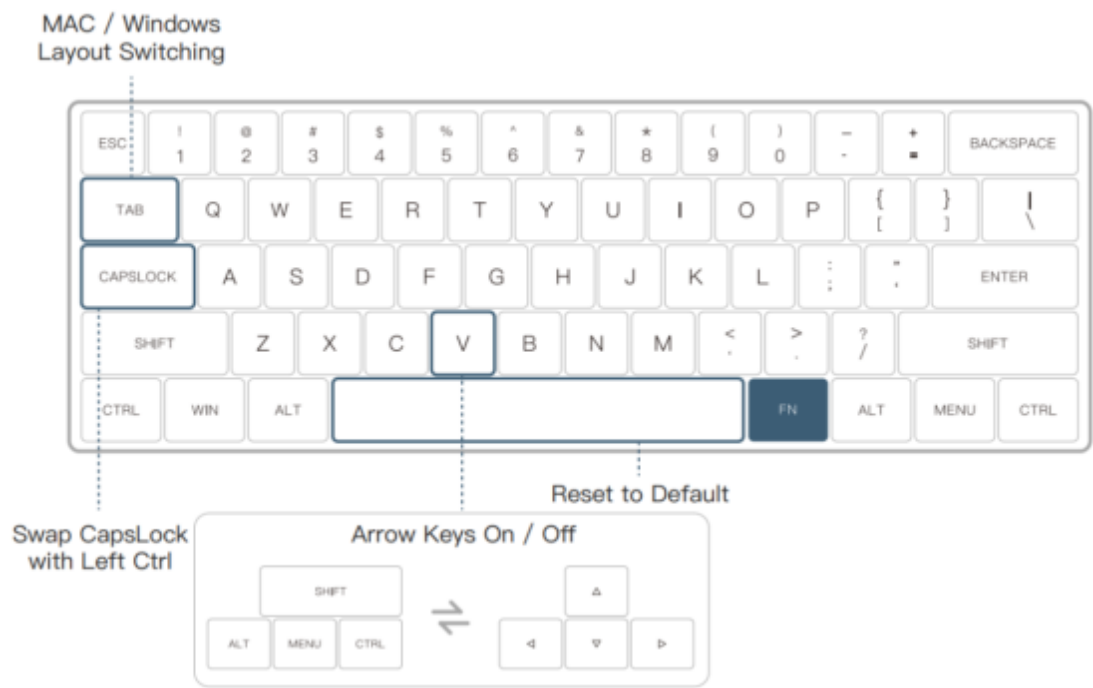 MAC / Windows
Layout Switching
ESC ! 1 @ 2 # 3 $ 4 % 5 ^ 6 & 7 * 8 ( 9 ) 0 _ - + = BACKSPACE
TAB Q W E R T Y U I O P { [ } ] | \
CAPSLOCK A S D F G H J K L : ; " ' ENTER
SHIFT Z X C V B N M < , > . ? / SHIFT
CTRL WIN ALT FN ALT MENU CTRL
Reset to Default
Swap CapsLock
with Left Ctrl
Arrow Keys On / Off
SHIFT
ALT MENU CTRL